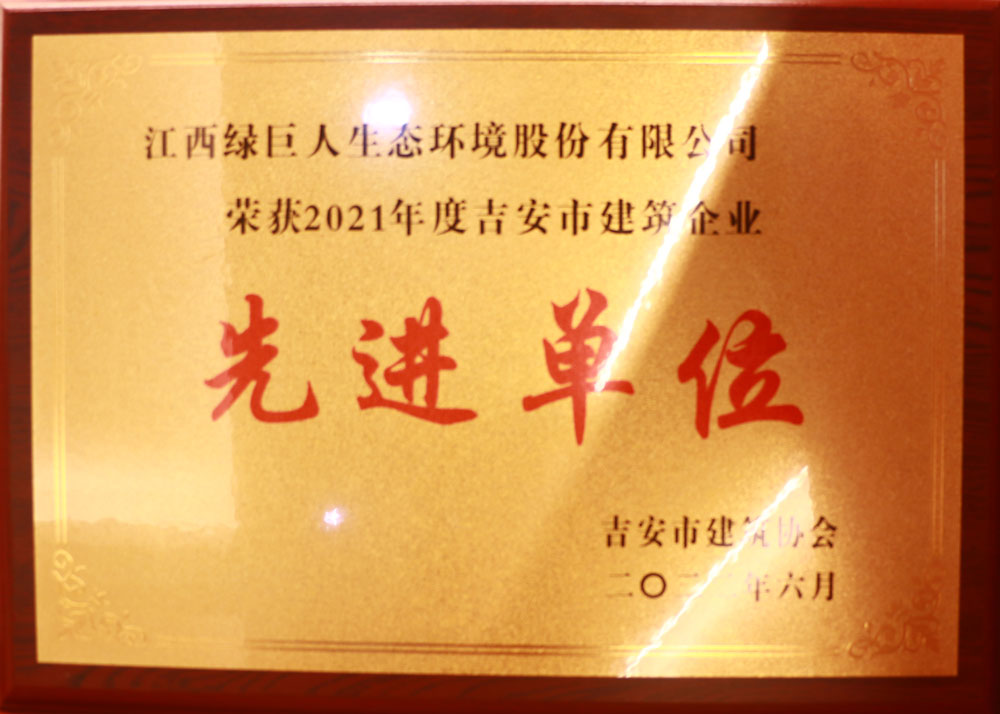 江西绿巨人生态环境股份有限公司
荣获2021年度吉安市建筑企业
先进单位
吉安市建筑协会
二〇二二年六月